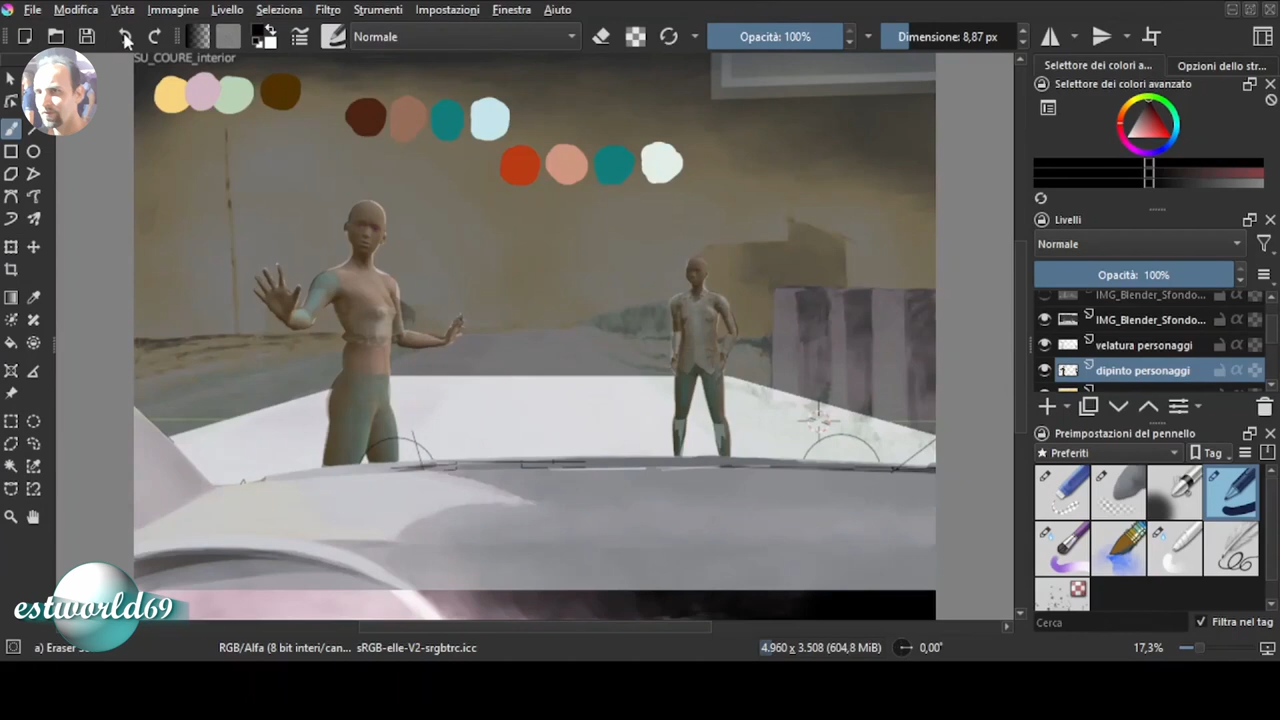 File Modifica Vista Immagine Livello Seleziona Filtro Strumenti Impostazioni Finestra Aiuto
Normale
Opacità: 100%
Dimensione: 8,87 px
SU_COURE_interior
Selettore dei colori a...
Opzioni dello str...
Selettore dei colori avanzato
Livelli
Normale
Opacità: 100%
IMG_Blender_Sfondo...
IMG_Blender_Sfondo...
velatura personaggi
dipinto personaggi
Preimpostazioni del pennello
Preferiti
Tag
estworld69
Cerca
Filtra nel tag
RGB/Alfa (8 bit interi/can... sRGB-elle-V2-srgbtrc.icc
4.960 x 3.508 (604,8 MiB)
0,00°
17,3%